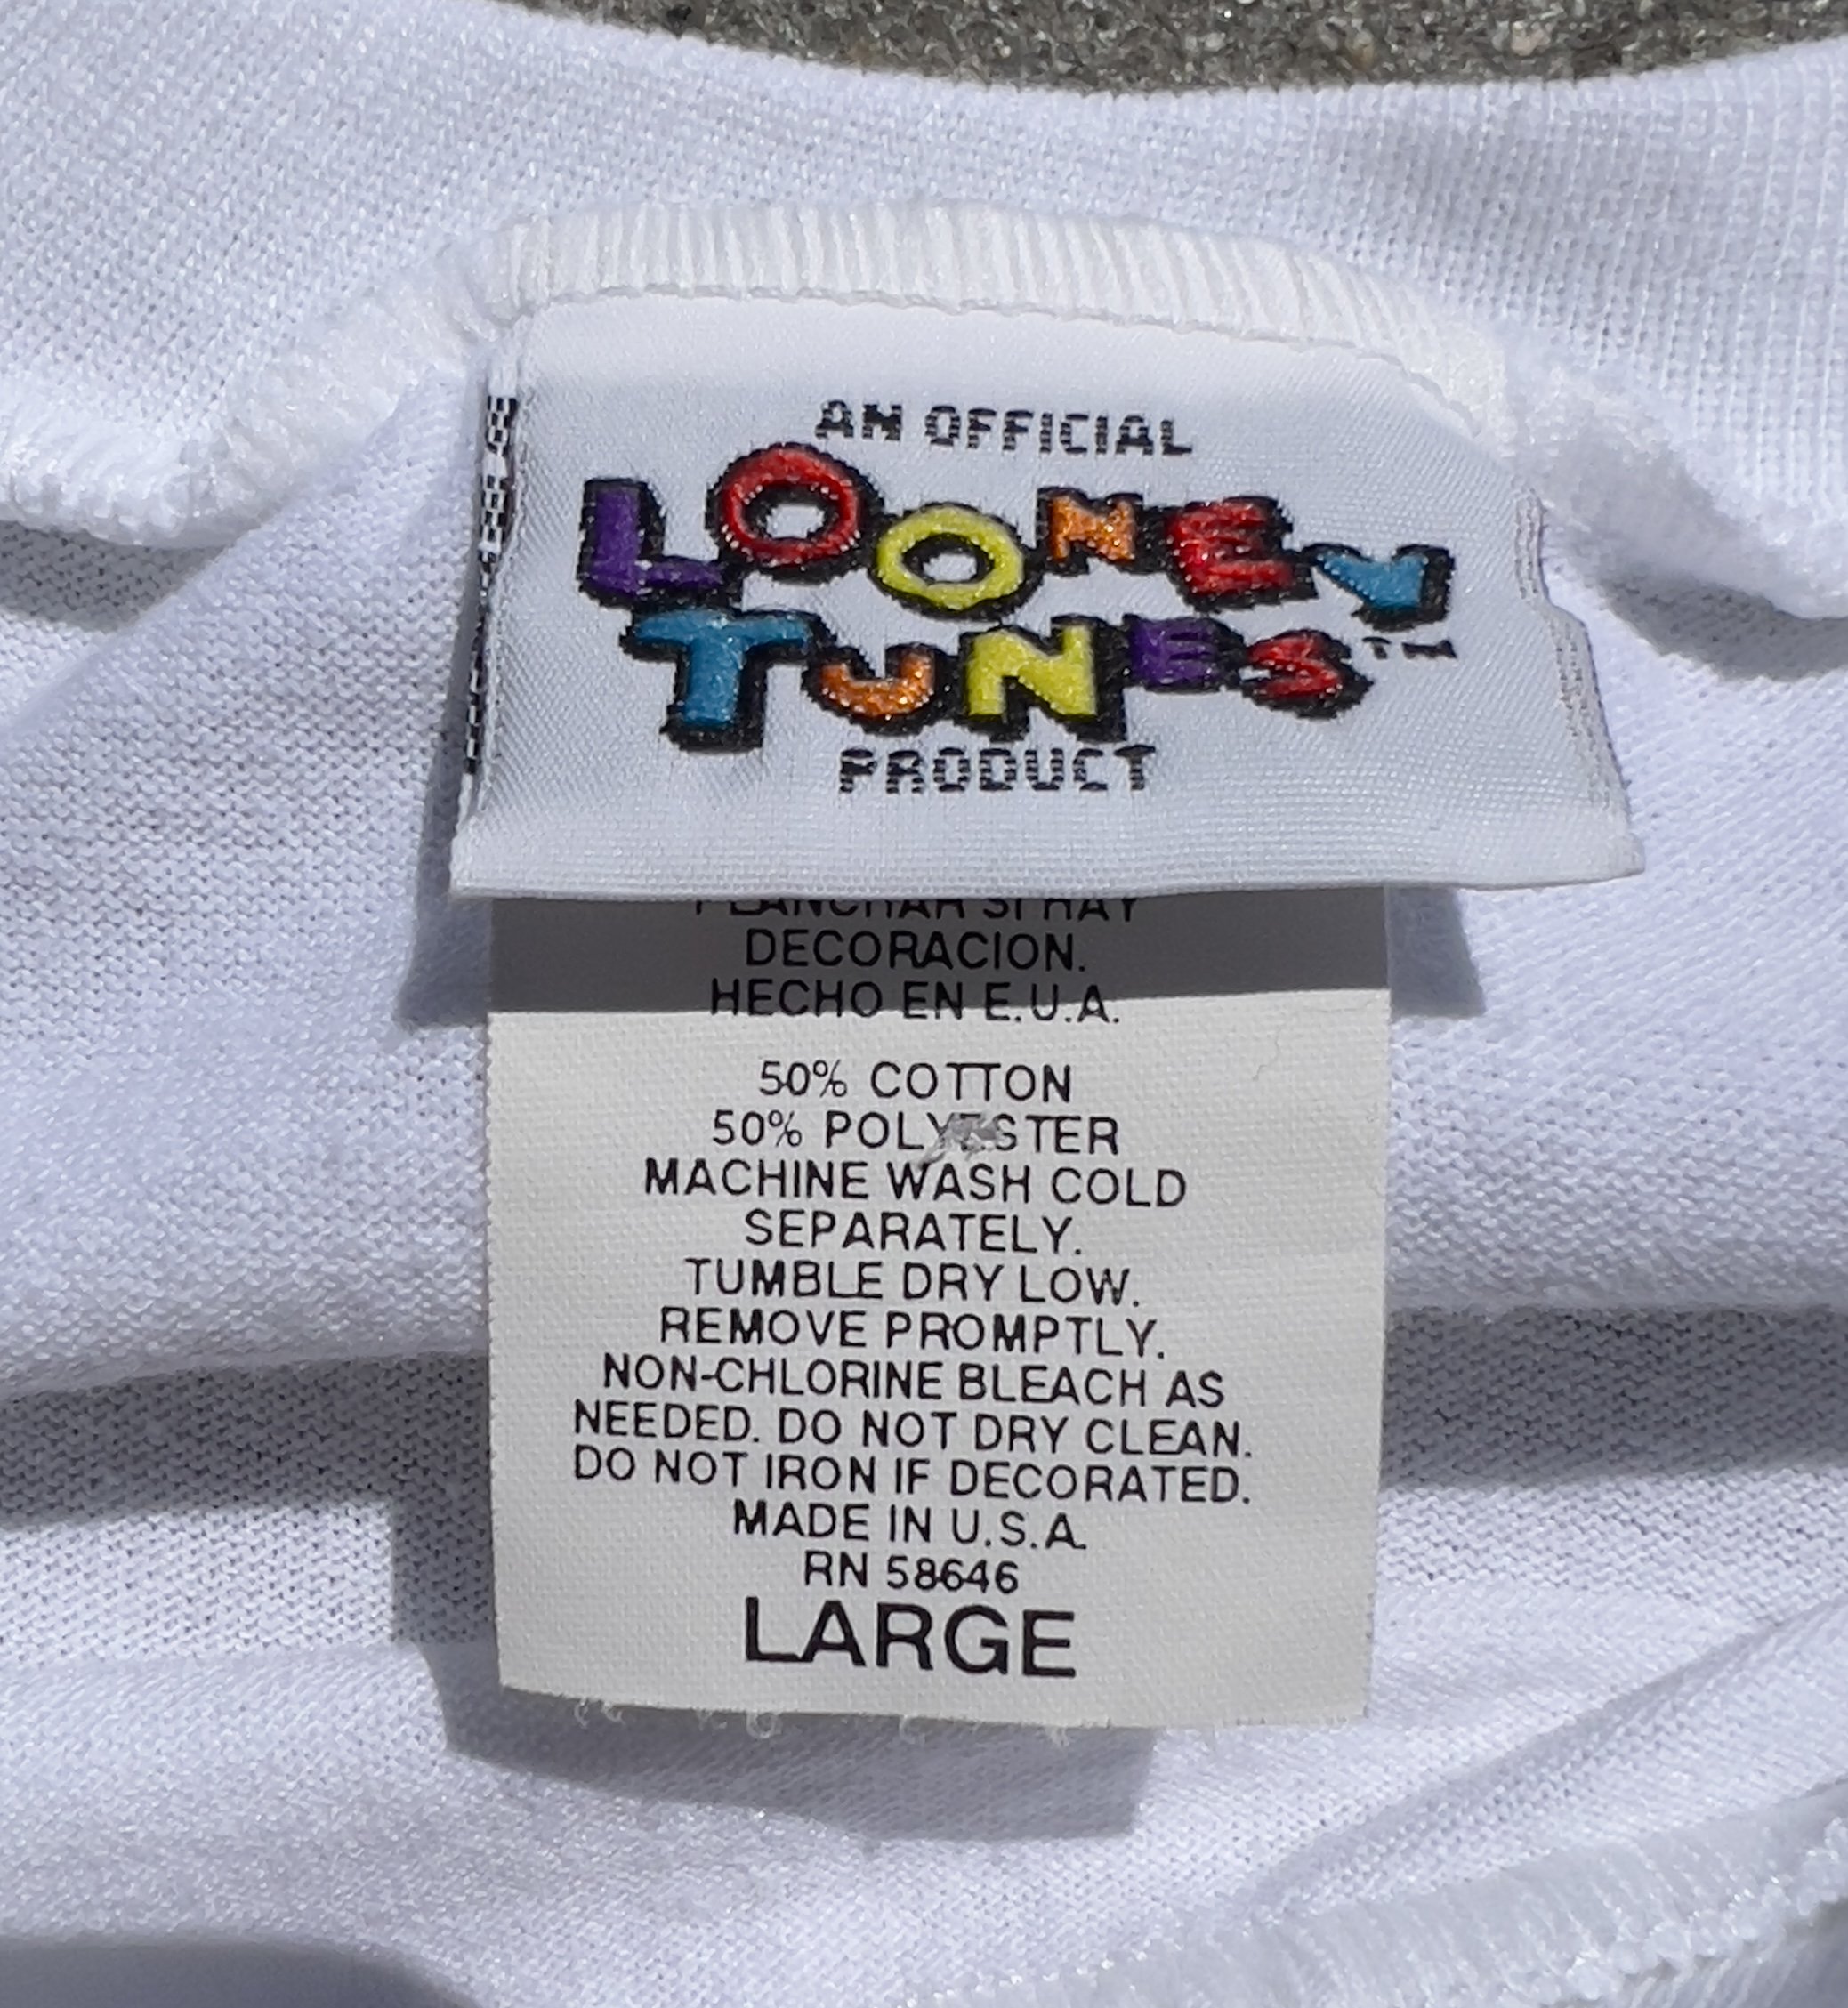 AN OFFICIAL
LOONEY
TUNES™
PRODUCT
PLANCHAR SPRAY
DECORACION.
HECHO EN E.U.A.
50% COTTON
50% POLYESTER
MACHINE WASH COLD
SEPARATELY.
TUMBLE DRY LOW.
REMOVE PROMPTLY.
NON-CHLORINE BLEACH AS
NEEDED. DO NOT DRY CLEAN.
DO NOT IRON IF DECORATED.
MADE IN U.S.A.
RN 58646
LARGE